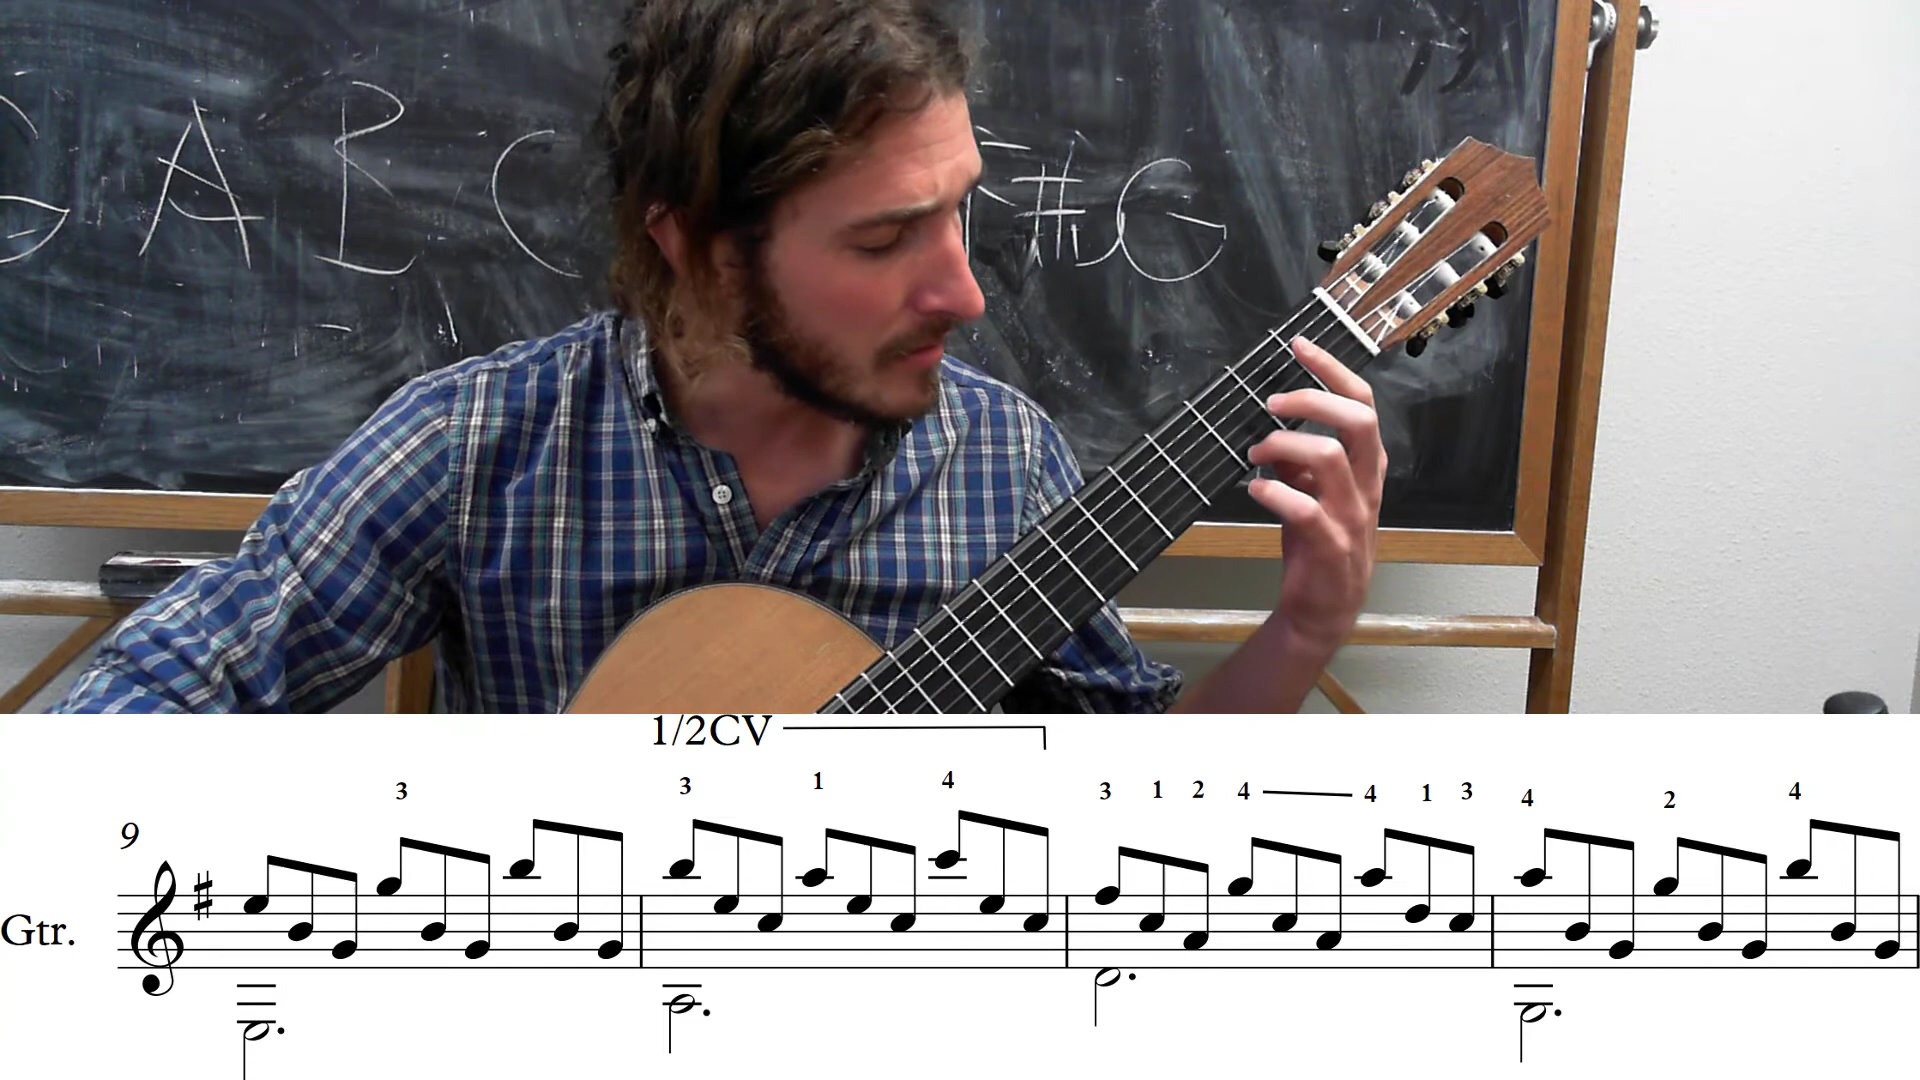 G A B C F# G
1/2CV
3 3 1 4 3 1 2 4 4 1 3 4 2 4
9
Gtr.